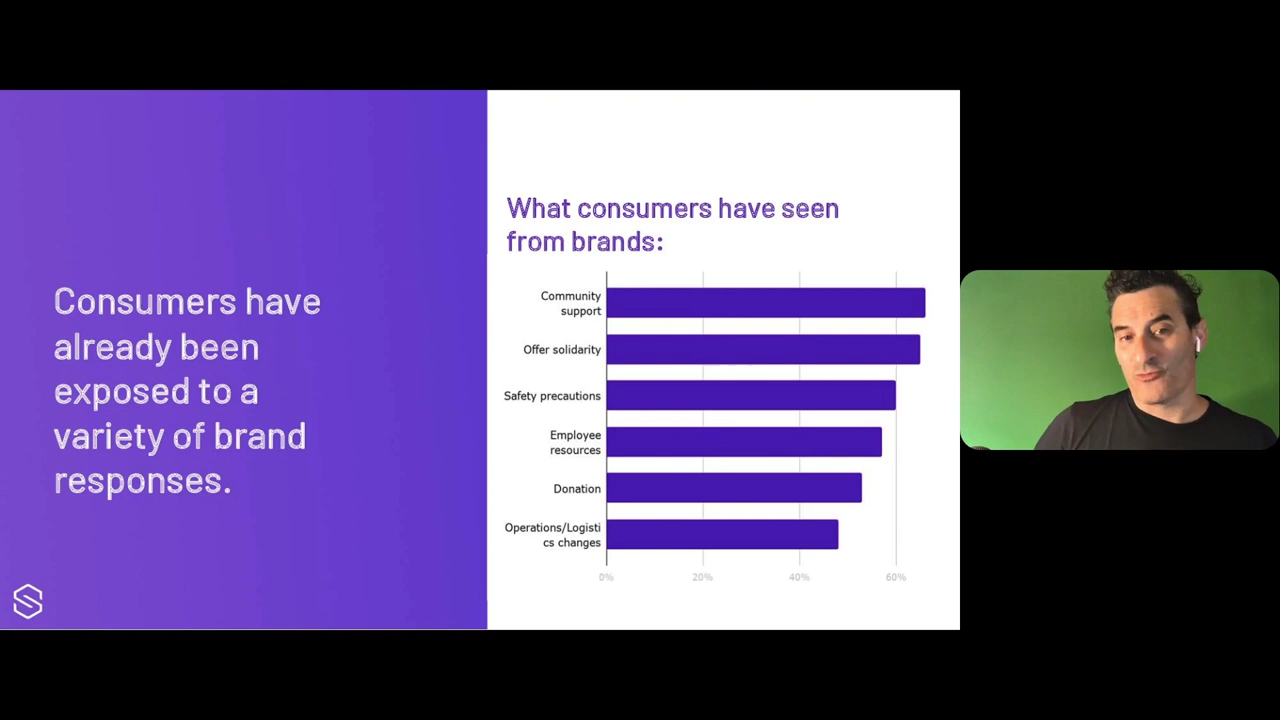 Consumers have
already been
exposed to a
variety of brand
responses.
What consumers have seen
from brands:
Community
support
Offer solidarity
Safety precautions
Employee
resources
Donation
Operations/Logisti
cs changes
0%
20%
40%
60%